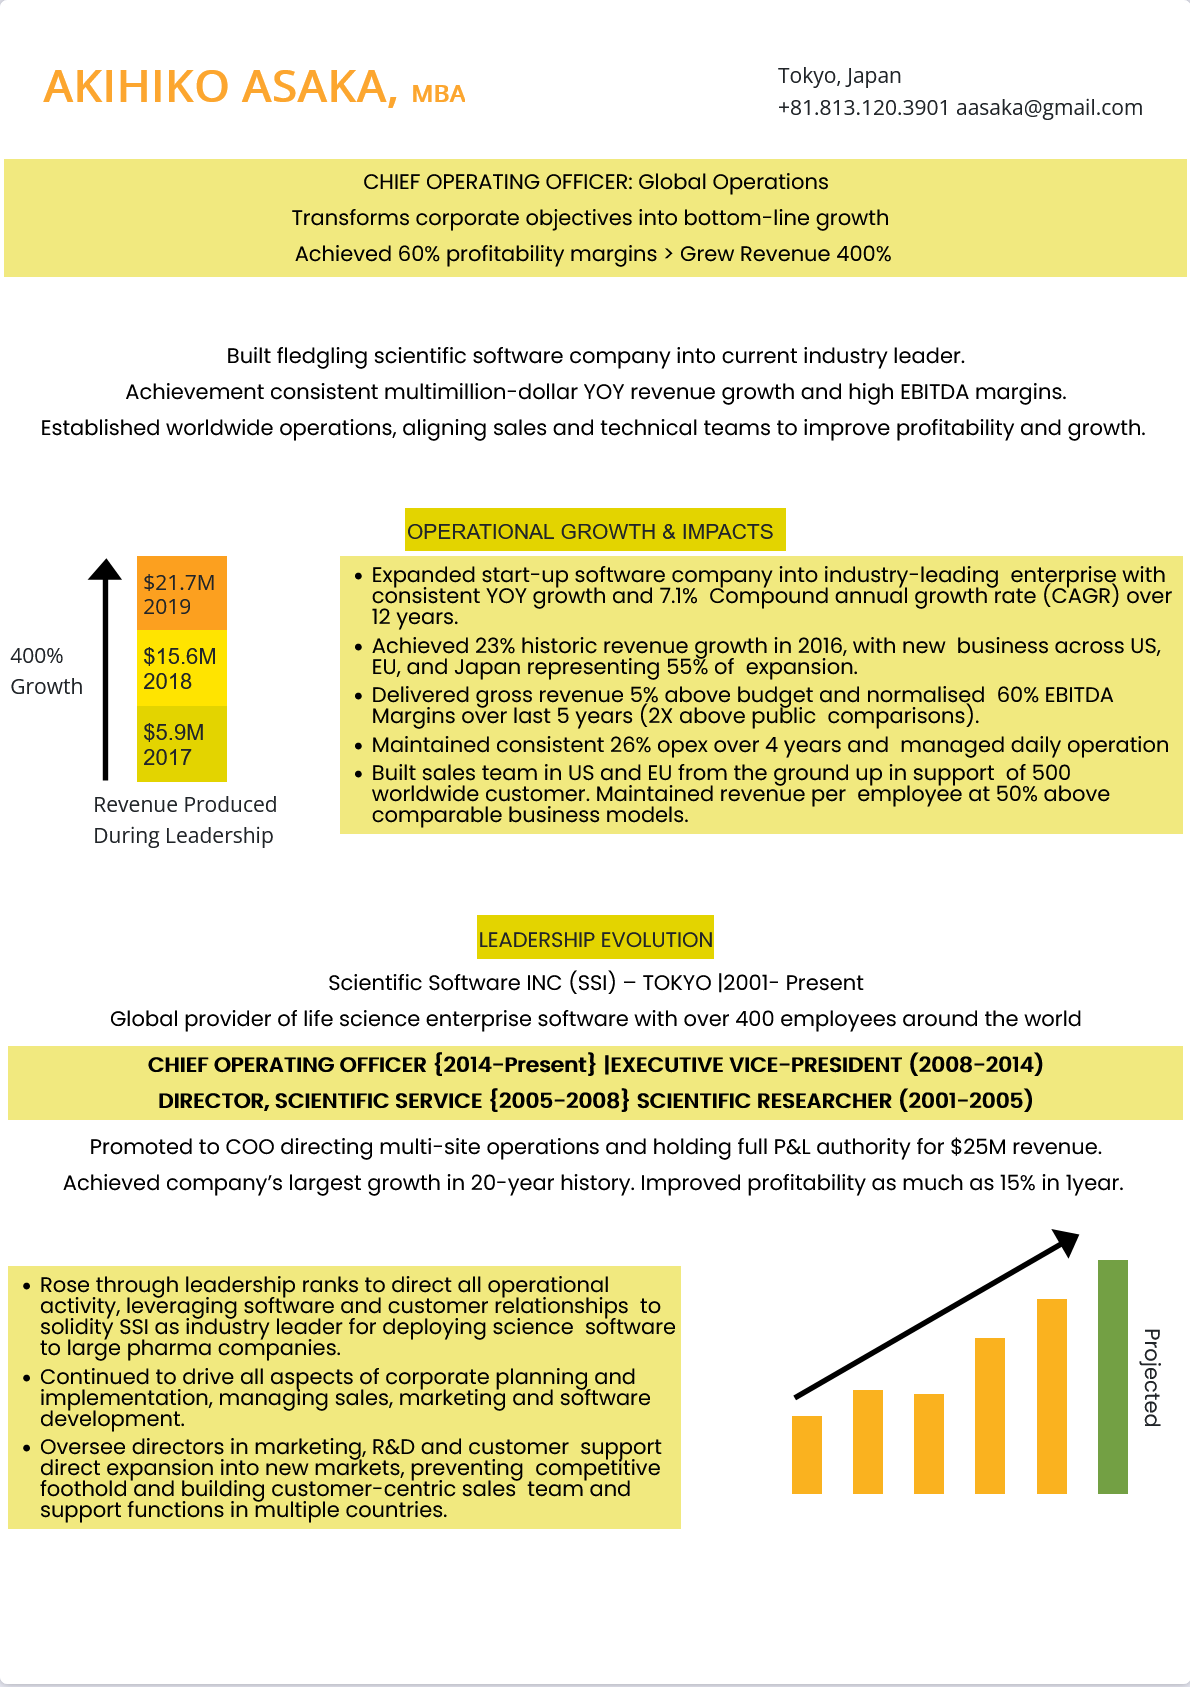 AKIHIKO ASAKA, MBA
Tokyo, Japan
+81.813.120.3901 aasaka@gmail.com
CHIEF OPERATING OFFICER: Global Operations
Transforms corporate objectives into bottom-line growth
Achieved 60% profitability margins > Grew Revenue 400%
Built fledgling scientific software company into current industry leader.
Achievement consistent multimillion-dollar YOY revenue growth and high EBITDA margins.
Established worldwide operations, aligning sales and technical teams to improve profitability and growth.
OPERATIONAL GROWTH & IMPACTS
400%
Growth
$21.7M
2019
$15.6M
2018
$5.9M
2017
Revenue Produced
During Leadership
• Expanded start-up software company into industry-leading enterprise with
consistent YOY growth and 7.1% Compound annual growth rate (CAGR) over
12 years.
• Achieved 23% historic revenue growth in 2016, with new business across US,
EU, and Japan representing 55% of expansion.
• Delivered gross revenue 5% above budget and normalised 60% EBITDA
Margins over last 5 years (2X above public comparisons).
• Maintained consistent 26% opex over 4 years and managed daily operation
• Built sales team in US and EU from the ground up in support of 500
worldwide customer. Maintained revenue per employee at 50% above
comparable business models.
LEADERSHIP EVOLUTION
Scientific Software INC (SSI) – TOKYO |2001- Present
Global provider of life science enterprise software with over 400 employees around the world
CHIEF OPERATING OFFICER {2014-Present} |EXECUTIVE VICE-PRESIDENT (2008-2014)
DIRECTOR, SCIENTIFIC SERVICE {2005-2008} SCIENTIFIC RESEARCHER (2001-2005)
Promoted to COO directing multi-site operations and holding full P&L authority for $25M revenue.
Achieved company’s largest growth in 20-year history. Improved profitability as much as 15% in 1year.
• Rose through leadership ranks to direct all operational
activity, leveraging software and customer relationships to
solidity SSI as industry leader for deploying science software
to large pharma companies.
• Continued to drive all aspects of corporate planning and
implementation, managing sales, marketing and software
development.
• Oversee directors in marketing, R&D and customer support
direct expansion into new markets, preventing competitive
foothold and building customer-centric sales team and
support functions in multiple countries.
Projected